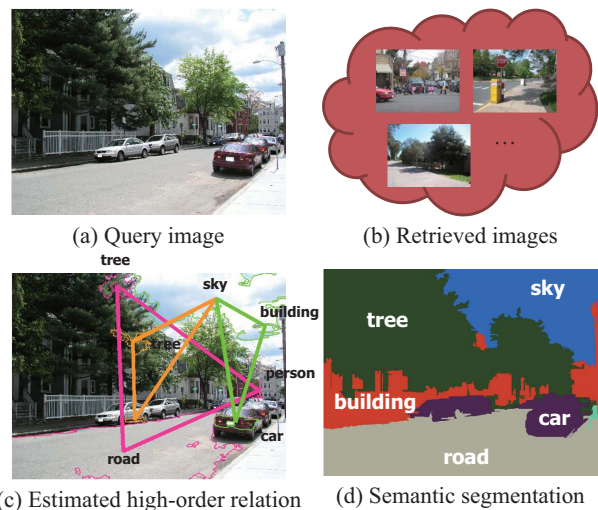 STOP
...
(a) Query image
(b) Retrieved images
tree
sky
building
tree
person
car
road
sky
tree
building
car
road
(c) Estimated high-order relation
(d) Semantic segmentation